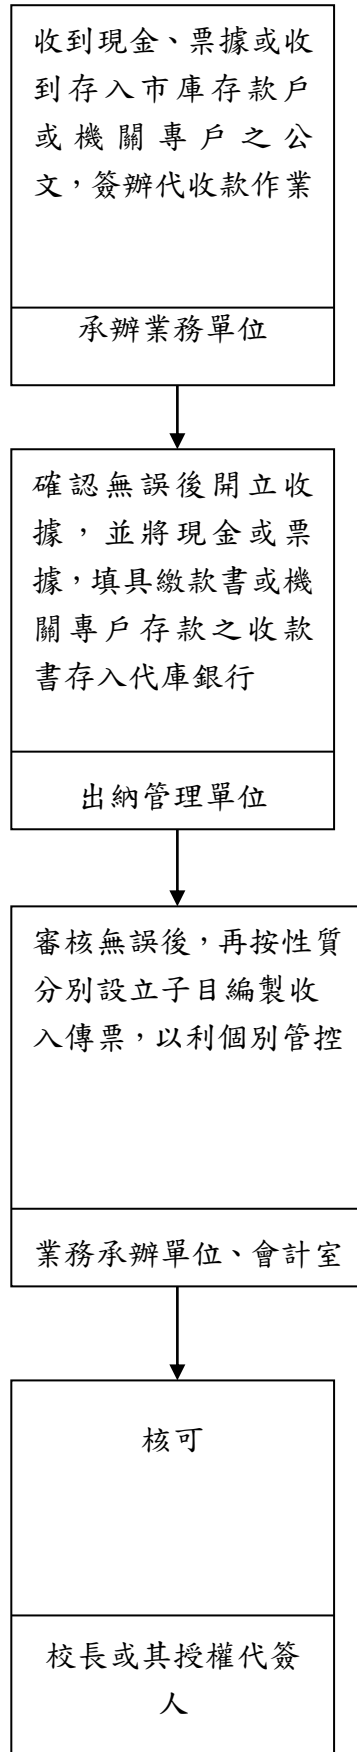 收到現金、票據或收
到存入市庫存款戶
或機關專戶之公
文，簽辦代收款作業
承辦業務單位
確認無誤後開立收
據，並將現金或票
據，填具繳款書或機
關專戶存款之收款
書存入代庫銀行
出納管理單位
審核無誤後，再按性質
分別設立子目編製收
入傳票，以利個別管控
業務承辦單位、會計室
核可
校長或其授權代簽
人